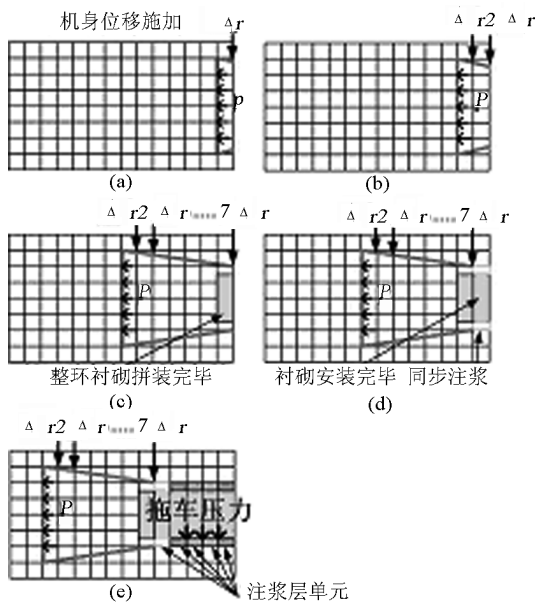 机身位移施加 Δr
Δ r2 Δ r
p
P
(a)
(b)
Δ r2 Δ r......7 Δ r
Δ r2 Δ r......7 Δ r
P
P
整环衬砌拼装完毕
衬砌安装完毕 同步注浆
(c)
(d)
Δ r2 Δ r......7 Δ r
P
拖车压力
(e)
注浆层单元